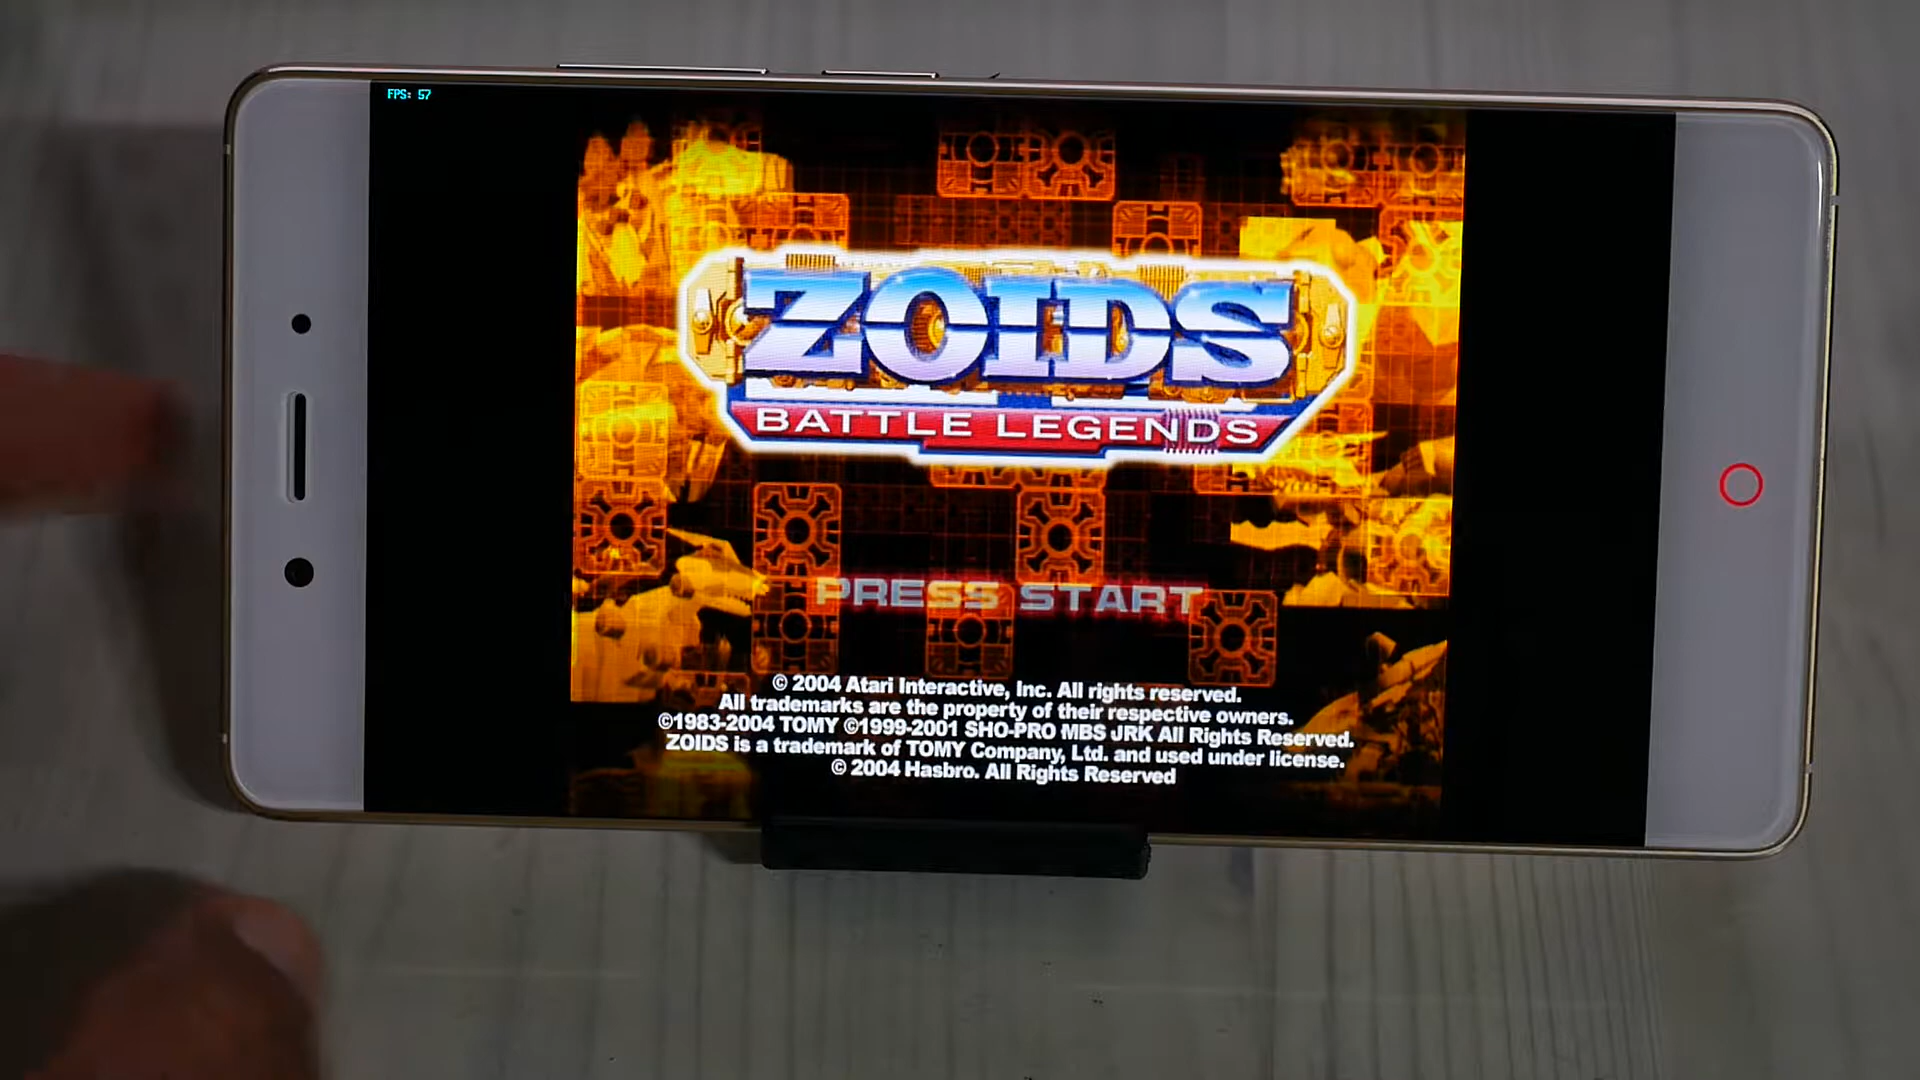 FPS: 57
ZOIDS
BATTLE LEGENDS
PRESS START
© 2004 Atari Interactive, Inc. All rights reserved.
All trademarks are the property of their respective owners.
©1983-2004 TOMY ©1999-2001 SHO-PRO MBS JRK All Rights Reserved.
ZOIDS is a trademark of TOMY Company, Ltd. and used under license.
© 2004 Hasbro. All Rights Reserved